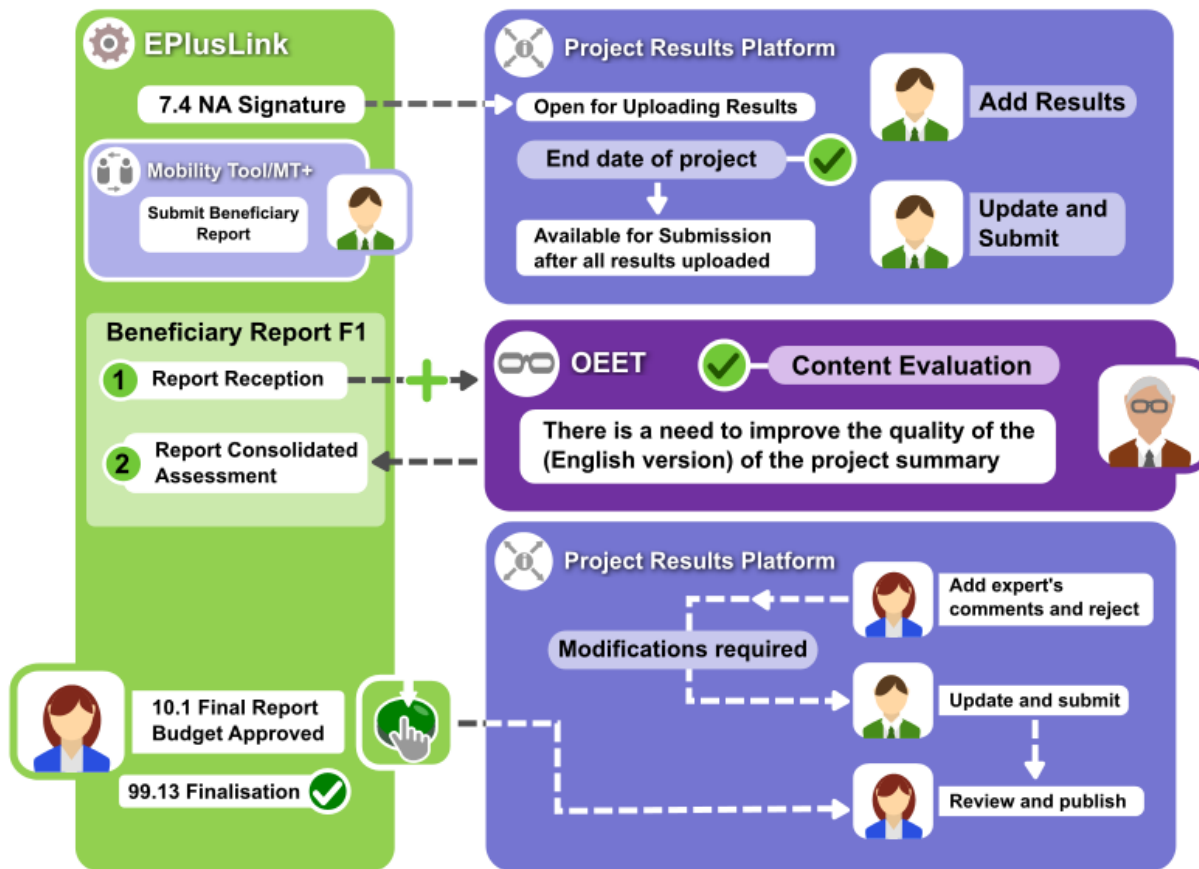 EPlusLink
7.4 NA Signature
Mobility Tool/MT+
Submit Beneficiary
Report
Beneficiary Report F1
1
Report Reception
2
Report Consolidated
Assessment
10.1 Final Report
Budget Approved
99.13 Finalisation
Project Results Platform
Open for Uploading Results
Add Results
End date of project
Available for Submission
after all results uploaded
Update and
Submit
OEET
Content Evaluation
There is a need to improve the quality of the
(English version) of the project summary
Project Results Platform
Add expert's
comments and reject
Modifications required
Update and submit
Review and publish